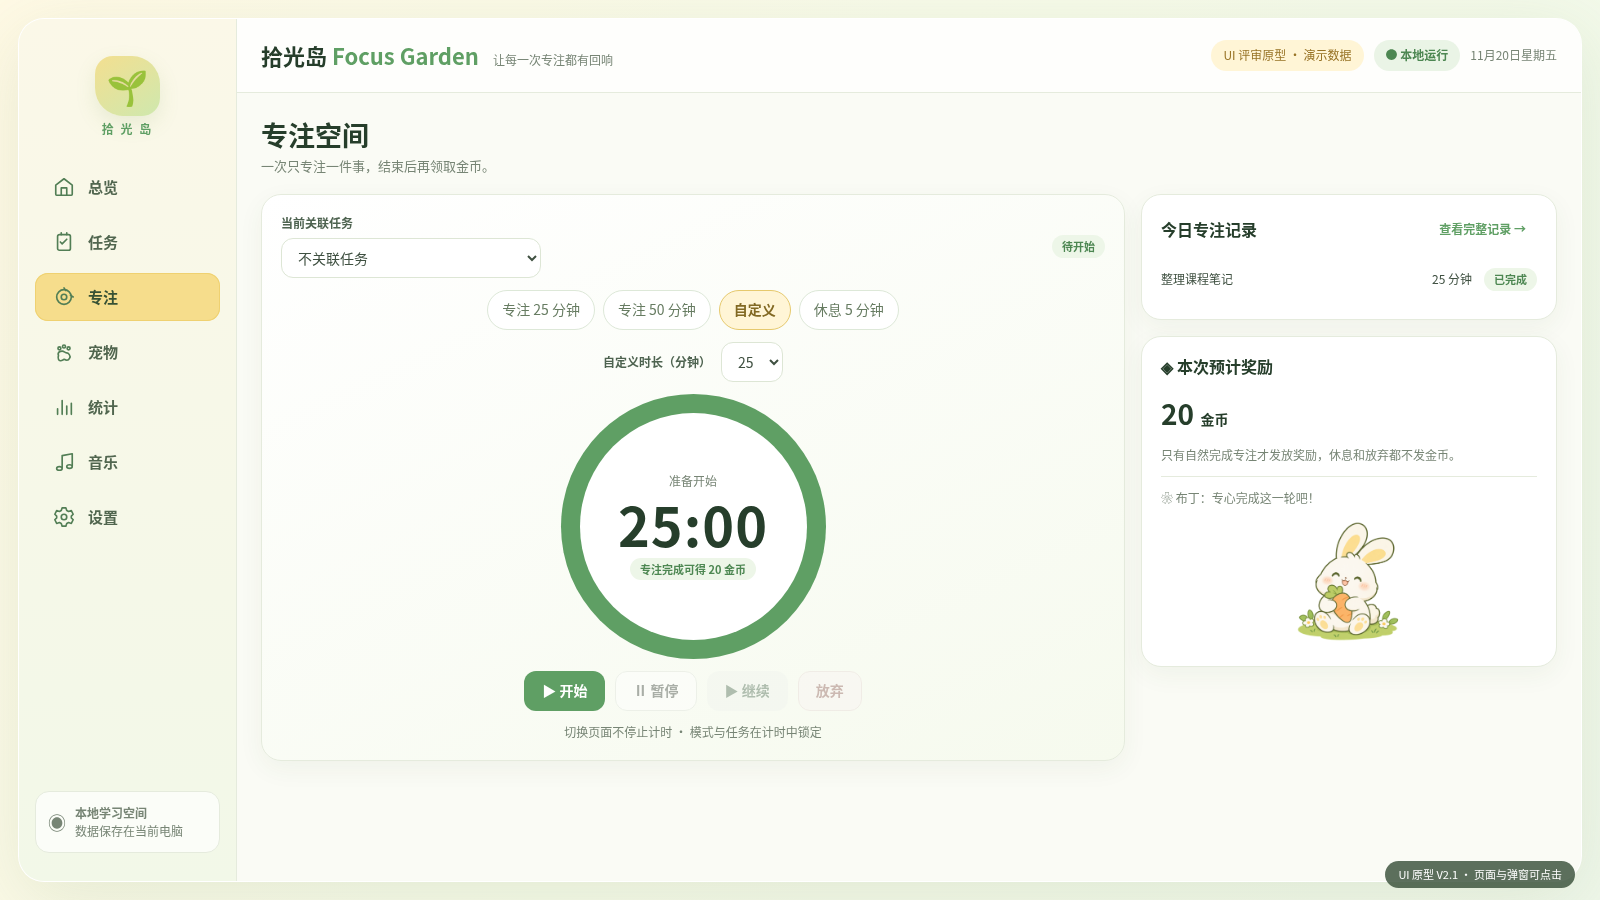 拾光岛
总览
任务
专注
宠物
统计
音乐
设置
本地学习空间
数据保存在当前电脑
拾光岛 Focus Garden 让每一次专注都有回响
UI 评审原型 · 演示数据
本地运行
11月20日星期五
专注空间
一次只专注一件事，结束后再领取金币。
当前关联任务
不关联任务
待开始
专注 25 分钟
专注 50 分钟
自定义
休息 5 分钟
自定义时长（分钟） 25
准备开始
25:00
专注完成可得 20 金币
▶ 开始
暂停
▶ 继续
放弃
切换页面不停止计时 · 模式与任务在计时中锁定
今日专注记录
查看完整记录 →
整理课程笔记 25 分钟 已完成
◈ 本次预计奖励
20 金币
只有自然完成专注才发放奖励，休息和放弃都不发金币。
布丁：专心完成这一轮吧！
UI 原型 V2.1 · 页面与弹窗可点击